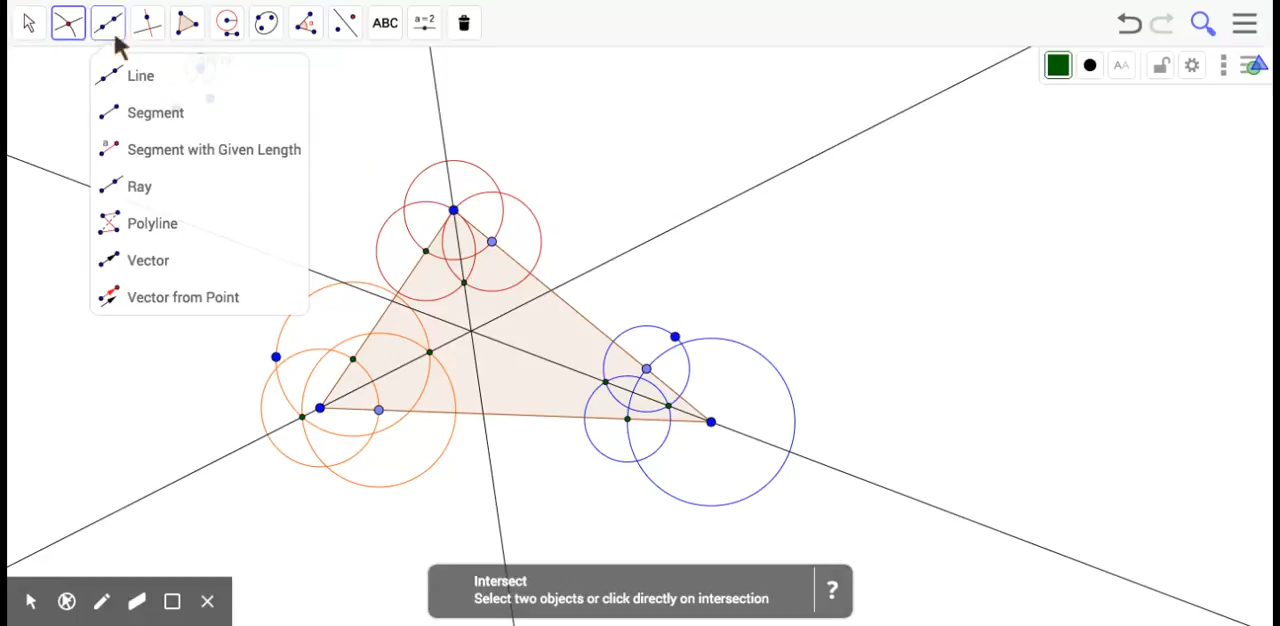 ABC
a=2
AA
Line
Segment
a
Segment with Given Length
Ray
Polyline
Vector
Vector from Point
Intersect
Select two objects or click directly on intersection
?